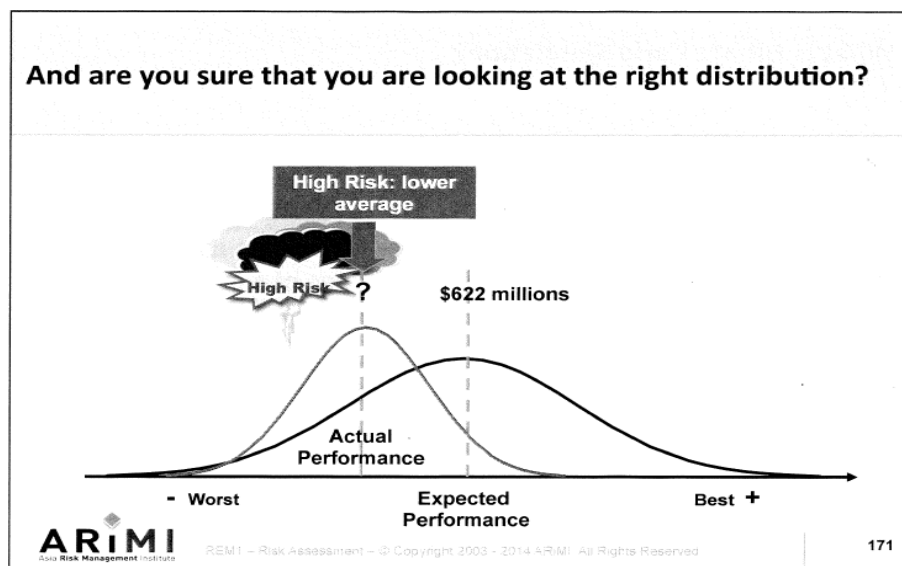 And are you sure that you are looking at the right distribution?
High Risk: lower
average
High Risk
?
$622 millions
Actual
Performance
- Worst
Expected
Performance
Best +
ARiMI
Asia Risk Management Institute
REM1 – Risk Assessment – © Copyright 2003 - 2014 ARiMI. All Rights Reserved
171